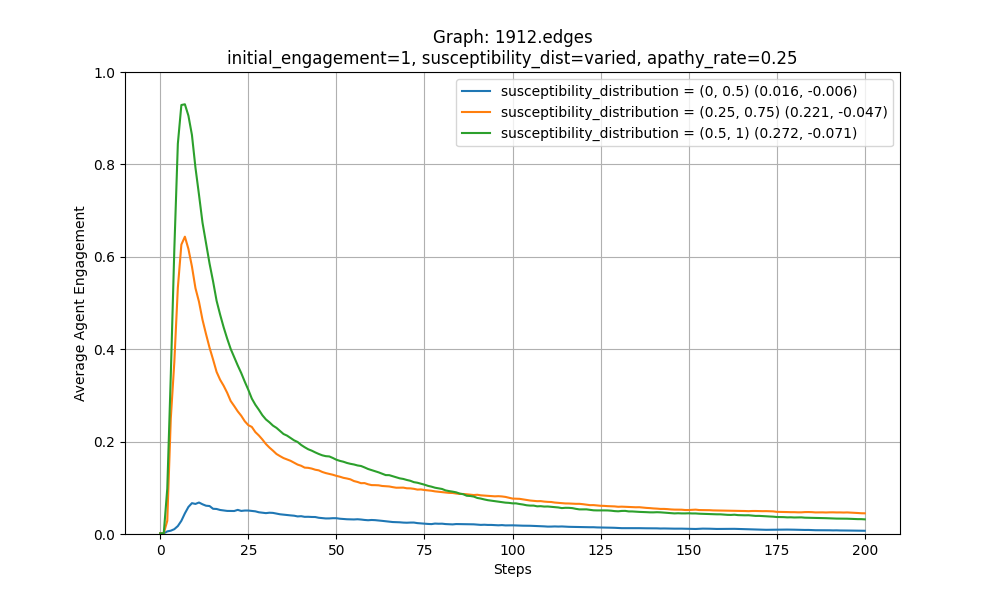 Graph: 1912.edges
initial_engagement=1, susceptibility_dist=varied, apathy_rate=0.25
susceptibility_distribution = (0, 0.5) (0.016, -0.006)
susceptibility_distribution = (0.25, 0.75) (0.221, -0.047)
susceptibility_distribution = (0.5, 1) (0.272, -0.071)
Average Agent Engagement
1.0
0.8
0.6
0.4
0.2
0.0
0 25 50 75 100 125 150 175 200
Steps